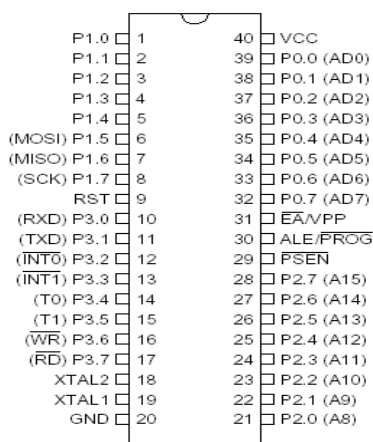 P1.0 1 40 VCC
P1.1 2 39 P0.0 (AD0)
P1.2 3 38 P0.1 (AD1)
P1.3 4 37 P0.2 (AD2)
P1.4 5 36 P0.3 (AD3)
(MOSI) P1.5 6 35 P0.4 (AD4)
(MISO) P1.6 7 34 P0.5 (AD5)
(SCK) P1.7 8 33 P0.6 (AD6)
RST 9 32 P0.7 (AD7)
(RXD) P3.0 10 31 E̅A̅/VPP
(TXD) P3.1 11 30 ALE/P̅R̅O̅G̅
(I̅N̅T̅0̅) P3.2 12 29 P̅S̅E̅N̅
(I̅N̅T̅1̅) P3.3 13 28 P2.7 (A15)
(T0) P3.4 14 27 P2.6 (A14)
(T1) P3.5 15 26 P2.5 (A13)
(W̅R̅) P3.6 16 25 P2.4 (A12)
(R̅D̅) P3.7 17 24 P2.3 (A11)
XTAL2 18 23 P2.2 (A10)
XTAL1 19 22 P2.1 (A9)
GND 20 21 P2.0 (A8)